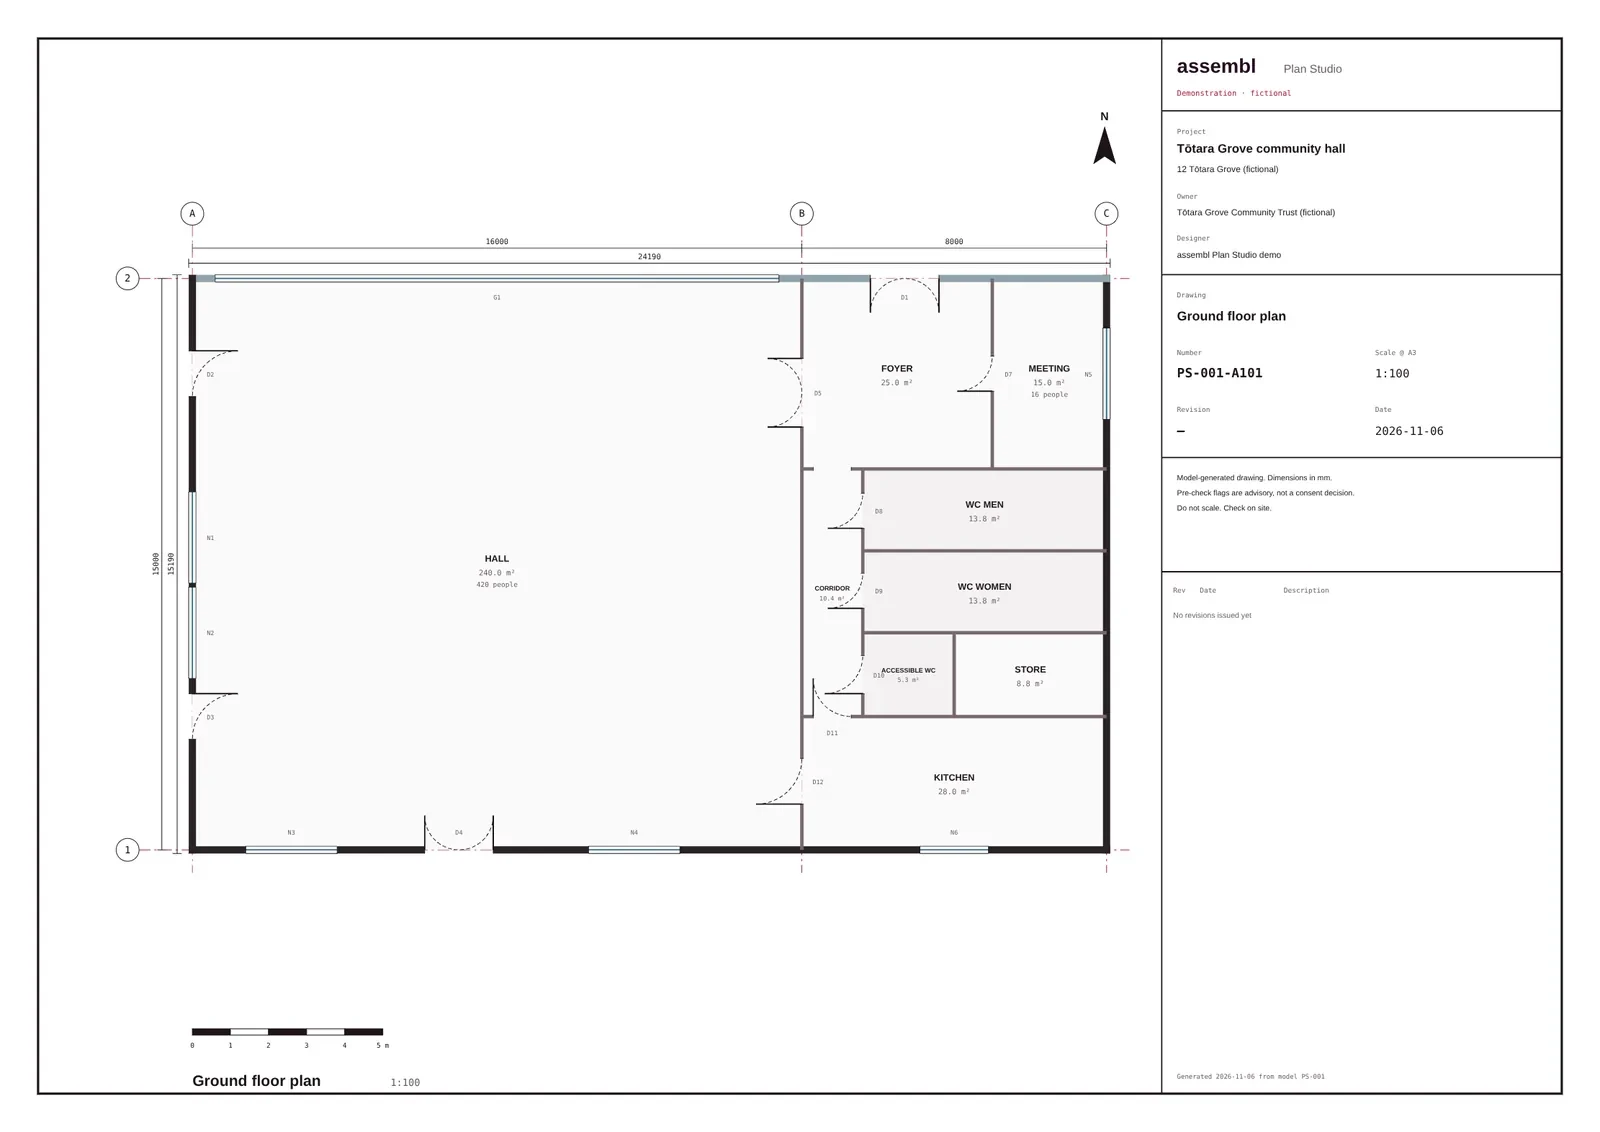 assembl Plan Studio
Demonstration · fictional
Project
Tōtara Grove community hall
12 Tōtara Grove (fictional)
Owner
Tōtara Grove Community Trust (fictional)
Designer
assembl Plan Studio demo
Drawing
Ground floor plan
Number Scale @ A3
PS-001-A101 1:100
Revision Date
— 2026-11-06
Model-generated drawing. Dimensions in mm.
Pre-check flags are advisory, not a consent decision.
Do not scale. Check on site.
Rev Date Description
No revisions issued yet
Generated 2026-11-06 from model PS-001
N
A B C
16000 8000
24190
2
G1 D1
D2
D5
FOYER
25.0 m²
D7
MEETING
15.0 m²
16 people
N5
WC MEN
13.8 m²
D8
N1
15000
15190
HALL
240.0 m²
420 people
CORRIDOR
10.4 m²
D9
WC WOMEN
13.8 m²
N2
D10
ACCESSIBLE WC
5.3 m²
STORE
8.8 m²
D3
D11
D12
KITCHEN
28.0 m²
N3 D4 N4 N6
1
0 1 2 3 4 5 m
Ground floor plan 1:100